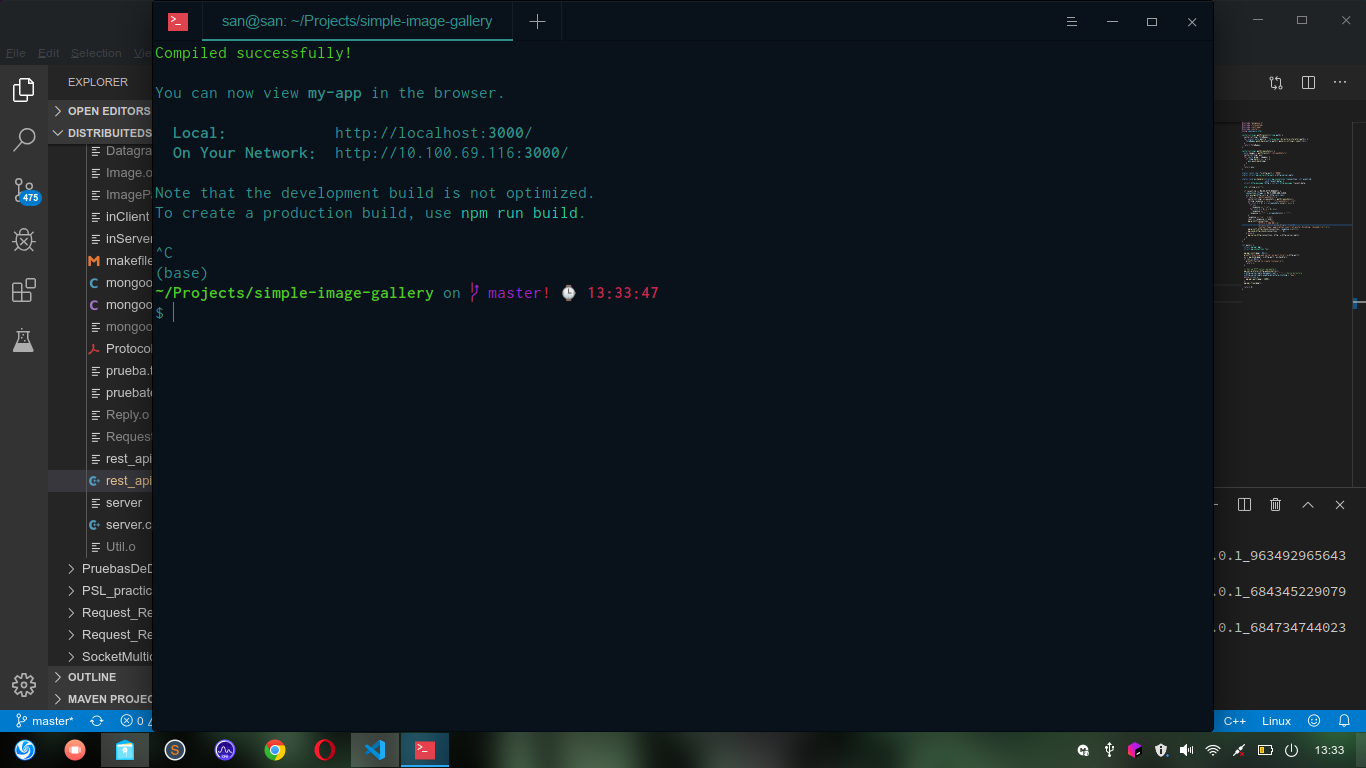 san@san: ~/Projects/simple-image-gallery
File Edit Selection Vie
Compiled successfully!
You can now view my-app in the browser.
Local: http://localhost:3000/
On Your Network: http://10.100.69.116:3000/
Note that the development build is not optimized.
To create a production build, use npm run build.
^C
(base)
~/Projects/simple-image-gallery on master! 13:33:47
$
EXPLORER
OPEN EDITORS
DISTRIBUITEDS
Datagra
Image.o
ImagePa
inClient
inServer
makefile
mongoo
mongoo
mongoo
Protocol
prueba.t
pruebate
Reply.o
Request
rest_api
rest_api
server
server.c
Util.o
PruebasDeD
PSL_practic
Request_Re
Request_Re
SocketMultic
OUTLINE
MAVEN PROJEC
475
.0.1_963492965643
.0.1_684345229079
.0.1_684734744023
master*
0
C++
Linux
13:33